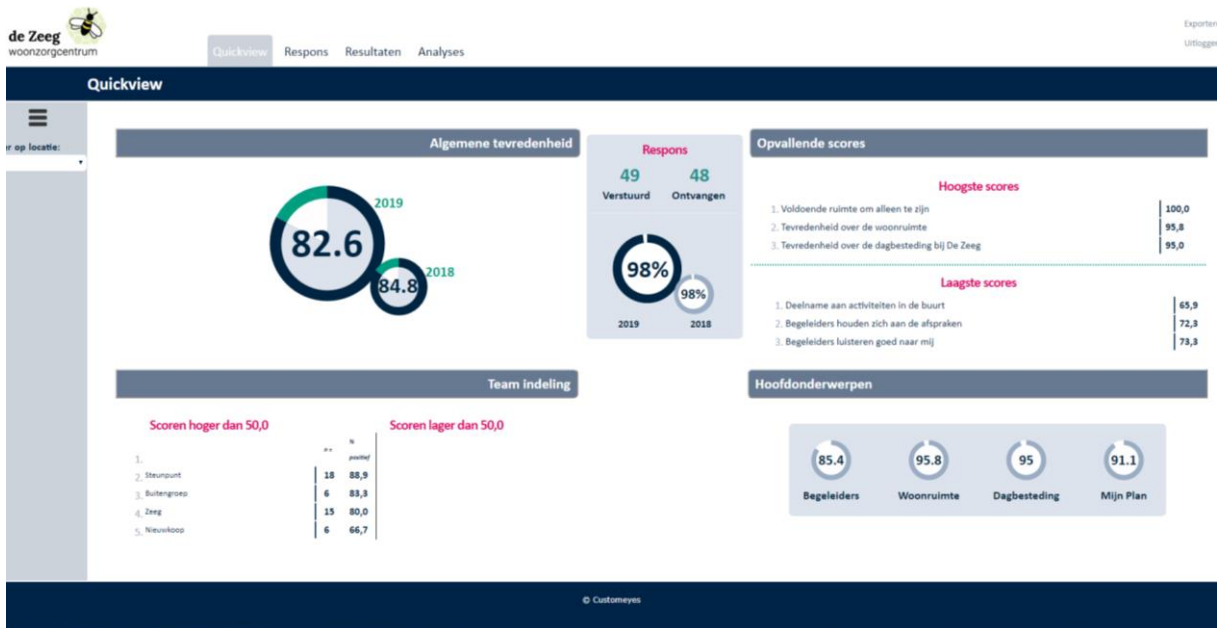 de Zeeg
woonzorgcentrum
Quickview
Respons
Resultaten
Analyses
Exporteren
Uitloggen
Quickview
er op locatie:
Algemene tevredenheid
2019
82.6
2018
84.8
Respons
49
48
Verstuurd
Ontvangen
98%
98%
2019
2018
Opvallende scores
Hoogste scores
1. Voldoende ruimte om alleen te zijn 100,0
2. Tevredenheid over de woonruimte 95,8
3. Tevredenheid over de dagbesteding bij De Zeeg 95,0
Laagste scores
1. Deelname aan activiteiten in de buurt 65,9
2. Begeleiders houden zich aan de afspraken 72,3
3. Begeleiders luisteren goed naar mij 73,3
Team indeling
Scoren hoger dan 50,0
Scoren lager dan 50,0
n = % positief
1.
2. Steunpunt 18 88,9
3. Buitengroep 6 83,3
4. Zeeg 15 80,0
5. Nieuwkoop 6 66,7
Hoofdonderwerpen
85.4
95.8
95
91.1
Begeleiders
Woonruimte
Dagbesteding
Mijn Plan
© Customeyes